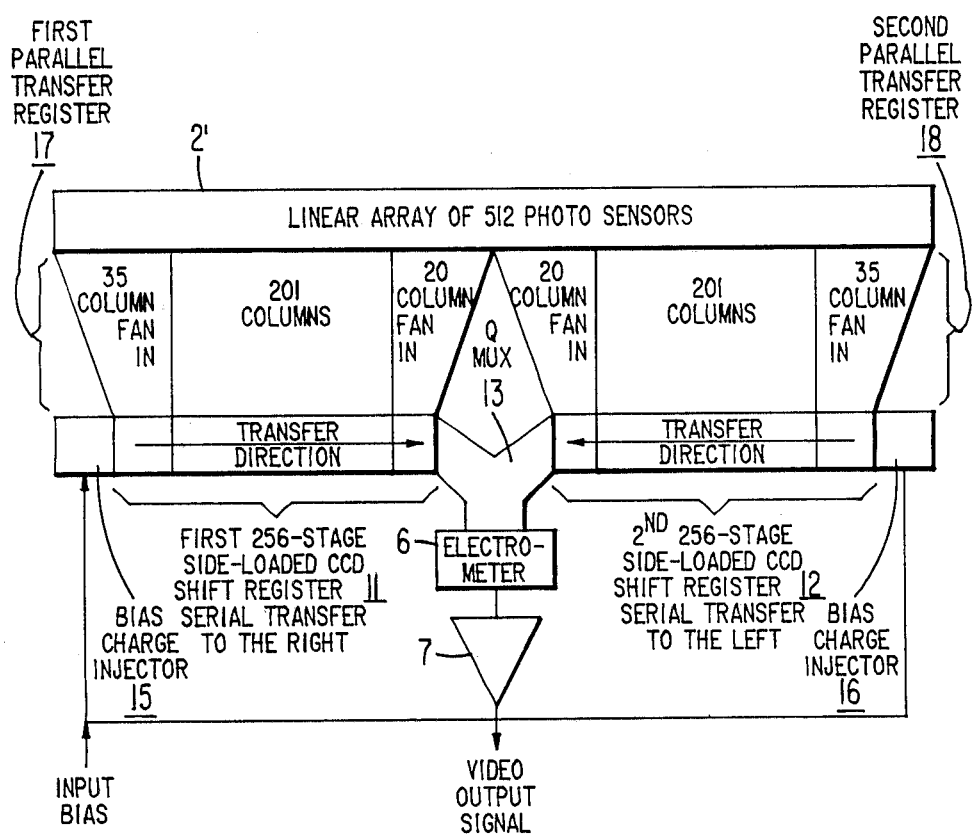 FIRST
PARALLEL
TRANSFER
REGISTER
17
2'
SECOND
PARALLEL
TRANSFER
REGISTER
18
LINEAR ARRAY OF 512 PHOTO SENSORS
35
COLUMN
FAN
IN
201
COLUMNS
20
COLUMN
FAN
IN
Q
MUX
13
20
COLUMN
FAN
IN
201
COLUMNS
35
COLUMN
FAN
IN
TRANSFER
DIRECTION
TRANSFER
DIRECTION
FIRST 256-STAGE
SIDE-LOADED CCD
SHIFT REGISTER 11
SERIAL TRANSFER
TO THE RIGHT
6
ELECTRO-
METER
2ND 256-STAGE
SIDE-LOADED CCD
SHIFT REGISTER 12
SERIAL TRANSFER
TO THE LEFT
BIAS
CHARGE
INJECTOR
15
7
BIAS
CHARGE
INJECTOR
16
INPUT
BIAS
VIDEO
OUTPUT
SIGNAL